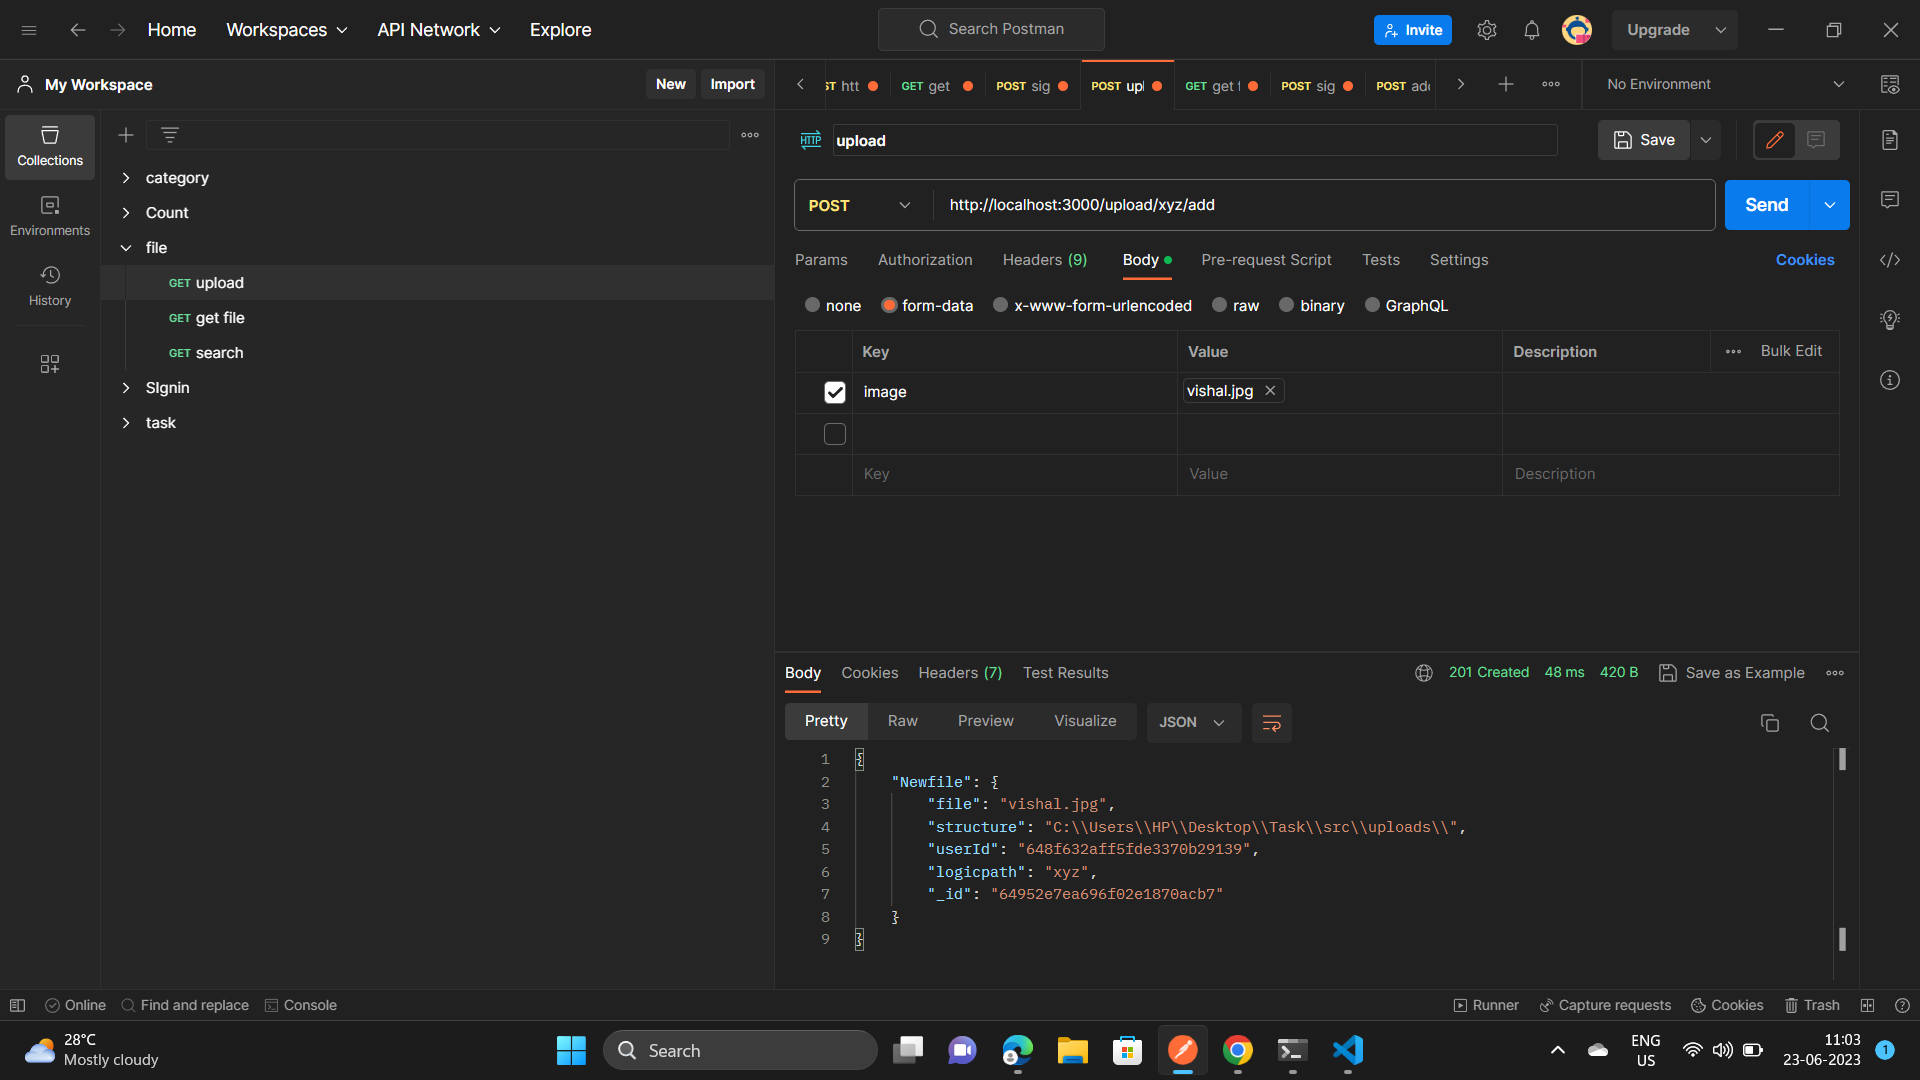 Home Workspaces API Network Explore Search Postman Invite Upgrade
My Workspace New Import
ST htt GET get POST sig POST upl GET get f POST sig POST add No Environment
Collections
Environments
History
category
Count
file
GET upload
GET get file
GET search
SIgnin
task
HTTP upload Save
POST http://localhost:3000/upload/xyz/add Send
Params Authorization Headers (9) Body Pre-request Script Tests Settings Cookies
none form-data x-www-form-urlencoded raw binary GraphQL
Key Value Description Bulk Edit
image vishal.jpg
Key Value Description
Body Cookies Headers (7) Test Results 201 Created 48 ms 420 B Save as Example
Pretty Raw Preview Visualize JSON
1 {
2 "Newfile": {
3 "file": "vishal.jpg",
4 "structure": "C:\\Users\\HP\\Desktop\\Task\\src\\uploads\\",
5 "userId": "648f632aff5fde3370b29139",
6 "logicpath": "xyz",
7 "_id": "64952e7ea696f02e1870acb7"
8 }
9 }
Online Find and replace Console Runner Capture requests Cookies Trash
28°C
Mostly cloudy
Search
ENG
US
11:03
23-06-2023
1